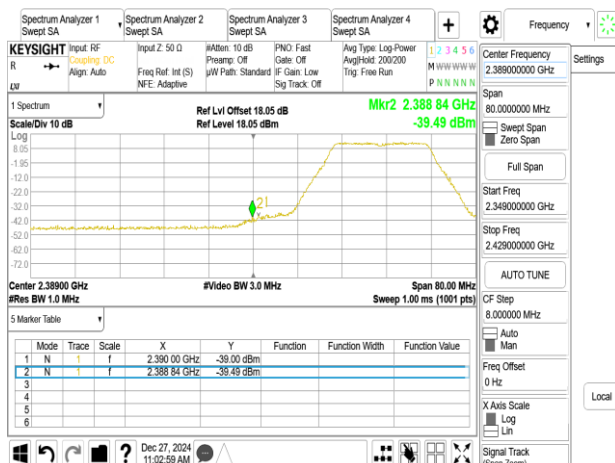 Spectrum Analyzer 1
Swept SA
Spectrum Analyzer 2
Swept SA
Spectrum Analyzer 3
Swept SA
Spectrum Analyzer 4
Swept SA
+
Frequency
KEYSIGHT
R
LXI
Input: RF
Coupling: DC
Align: Auto
Input Z: 50 Ω
Freq Ref: Int (S)
NFE: Adaptive
#Atten: 10 dB
Preamp: Off
µW Path: Standard
PNO: Fast
Gate: Off
IF Gain: Low
Sig Track: Off
Avg Type: Log-Power
Avg|Hold: 200/200
Trig: Free Run
1 2 3 4 5 6
M W W W W W
P N N N N N
1 Spectrum
Scale/Div 10 dB
Log
Ref Lvl Offset 18.05 dB
Ref Level 18.05 dBm
Mkr2 2.388 84 GHz
-39.49 dBm
8.05
-1.95
-12.0
-22.0
-32.0
-42.0
-52.0
-62.0
-72.0
21
Center 2.38900 GHz
#Res BW 1.0 MHz
#Video BW 3.0 MHz
Span 80.00 MHz
Sweep 1.00 ms (1001 pts)
5 Marker Table
Mode Trace Scale X Y Function Function Width Function Value
1 N 1 f 2.390 00 GHz -39.00 dBm
2 N 1 f 2.388 84 GHz -39.49 dBm
3
4
5
6
Dec 27, 2024
11:02:59 AM
?
Center Frequency
2.389000000 GHz
Settings
Span
80.0000000 MHz
Swept Span
Zero Span
Full Span
Start Freq
2.349000000 GHz
Stop Freq
2.429000000 GHz
AUTO TUNE
CF Step
8.000000 MHz
Auto
Man
Freq Offset
0 Hz
X Axis Scale
Log
Lin
Local
Signal Track
(Span Zoom)